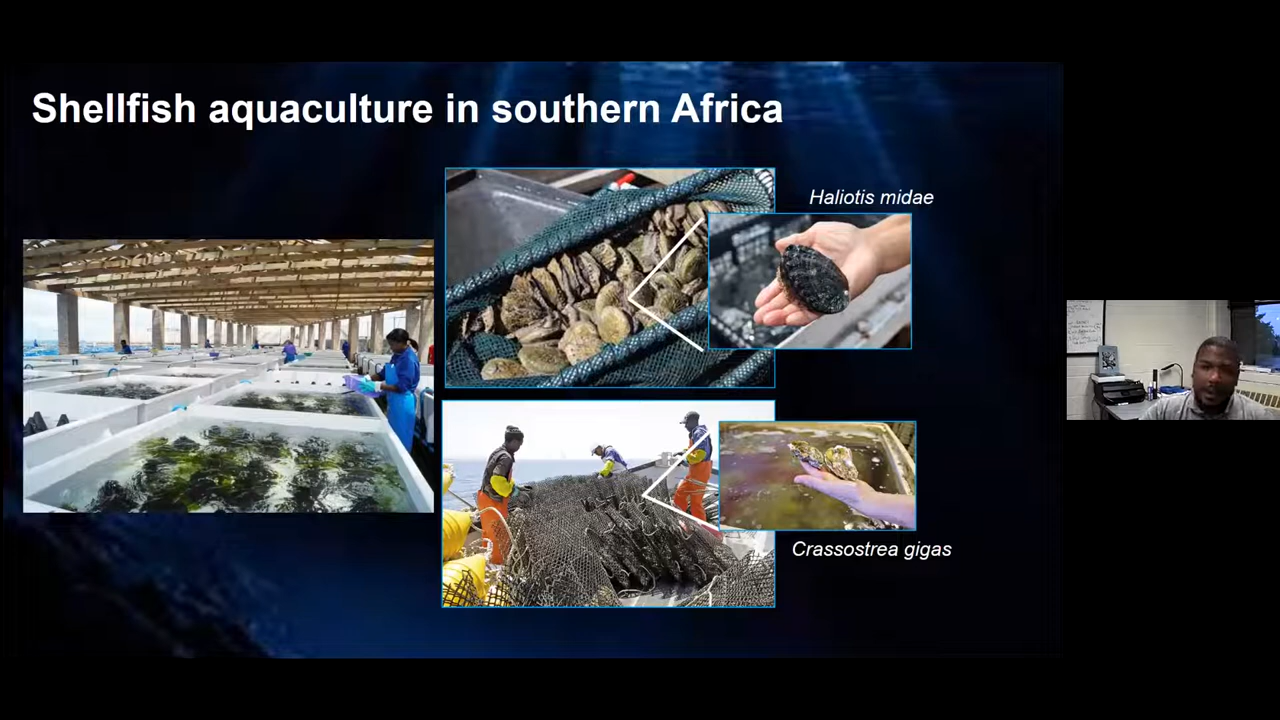 Shellfish aquaculture in southern Africa
Haliotis midae
Crassostrea gigas